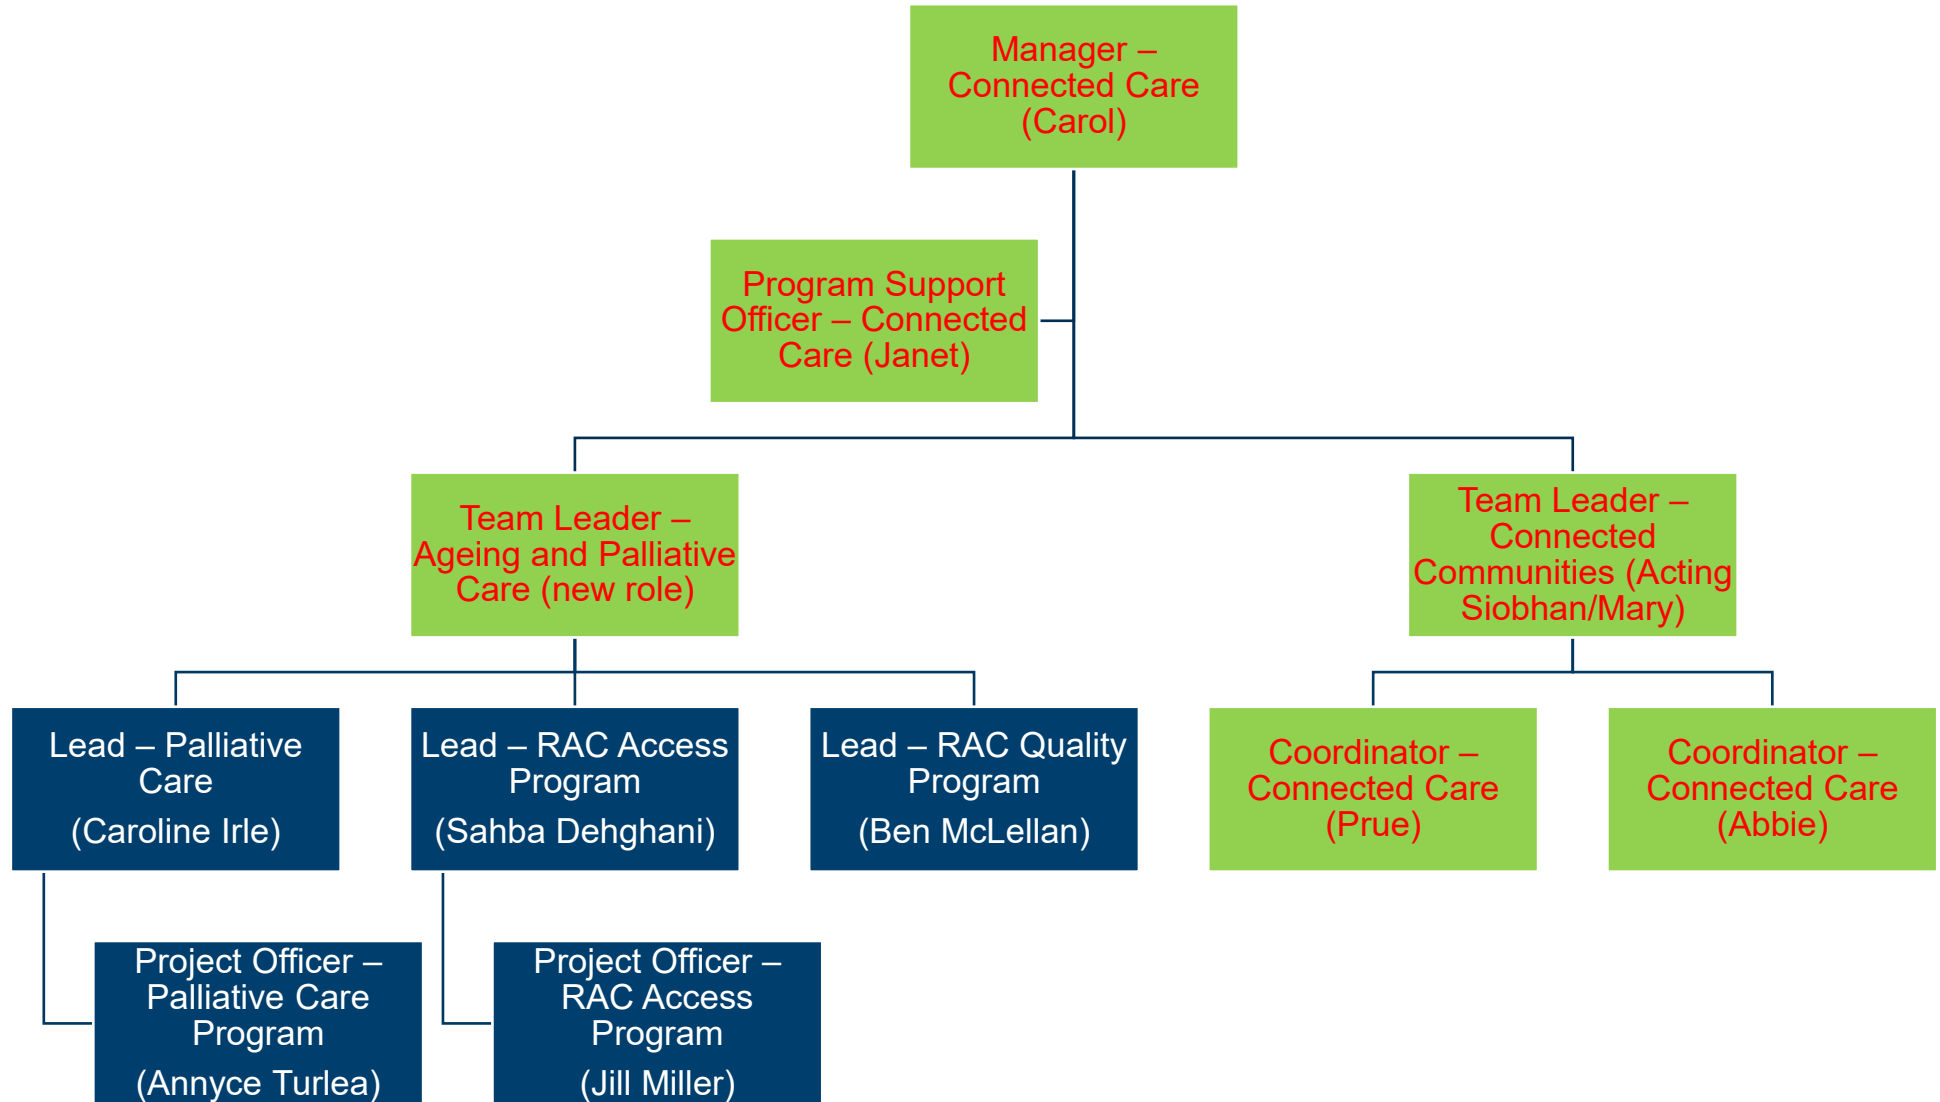 Manager –
Connected Care
(Carol)
Program Support
Officer – Connected
Care (Janet)
Team Leader –
Ageing and Palliative
Care (new role)
Team Leader –
Connected
Communities (Acting
Siobhan/Mary)
Lead – Palliative
Care
(Caroline Irle)
Lead – RAC Access
Program
(Sahba Dehghani)
Lead – RAC Quality
Program
(Ben McLellan)
Coordinator –
Connected Care
(Prue)
Coordinator –
Connected Care
(Abbie)
Project Officer –
Palliative Care
Program
(Annyce Turlea)
Project Officer –
RAC Access
Program
(Jill Miller)